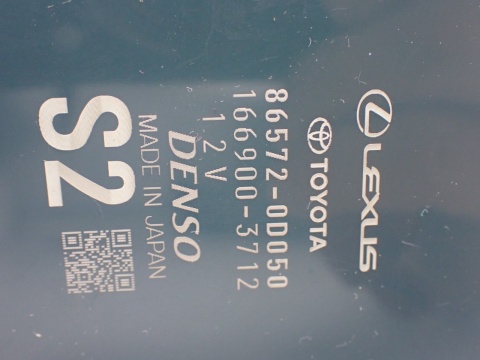 LEXUS
TOYOTA
86572-0D050
166900-3712
12V
DENSO
MADE IN JAPAN
S2